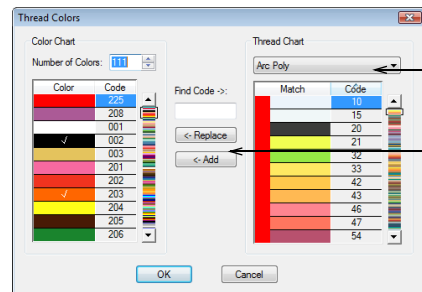 Thread Colors
Color Chart
Number of Colors: 111
Color Code
225
208
001
002
003
201
202
203
204
205
206
Find Code ->:
<- Replace
<- Add
Thread Chart
Arc Poly
Match Code
10
15
20
21
32
33
42
43
46
47
54
OK
Cancel